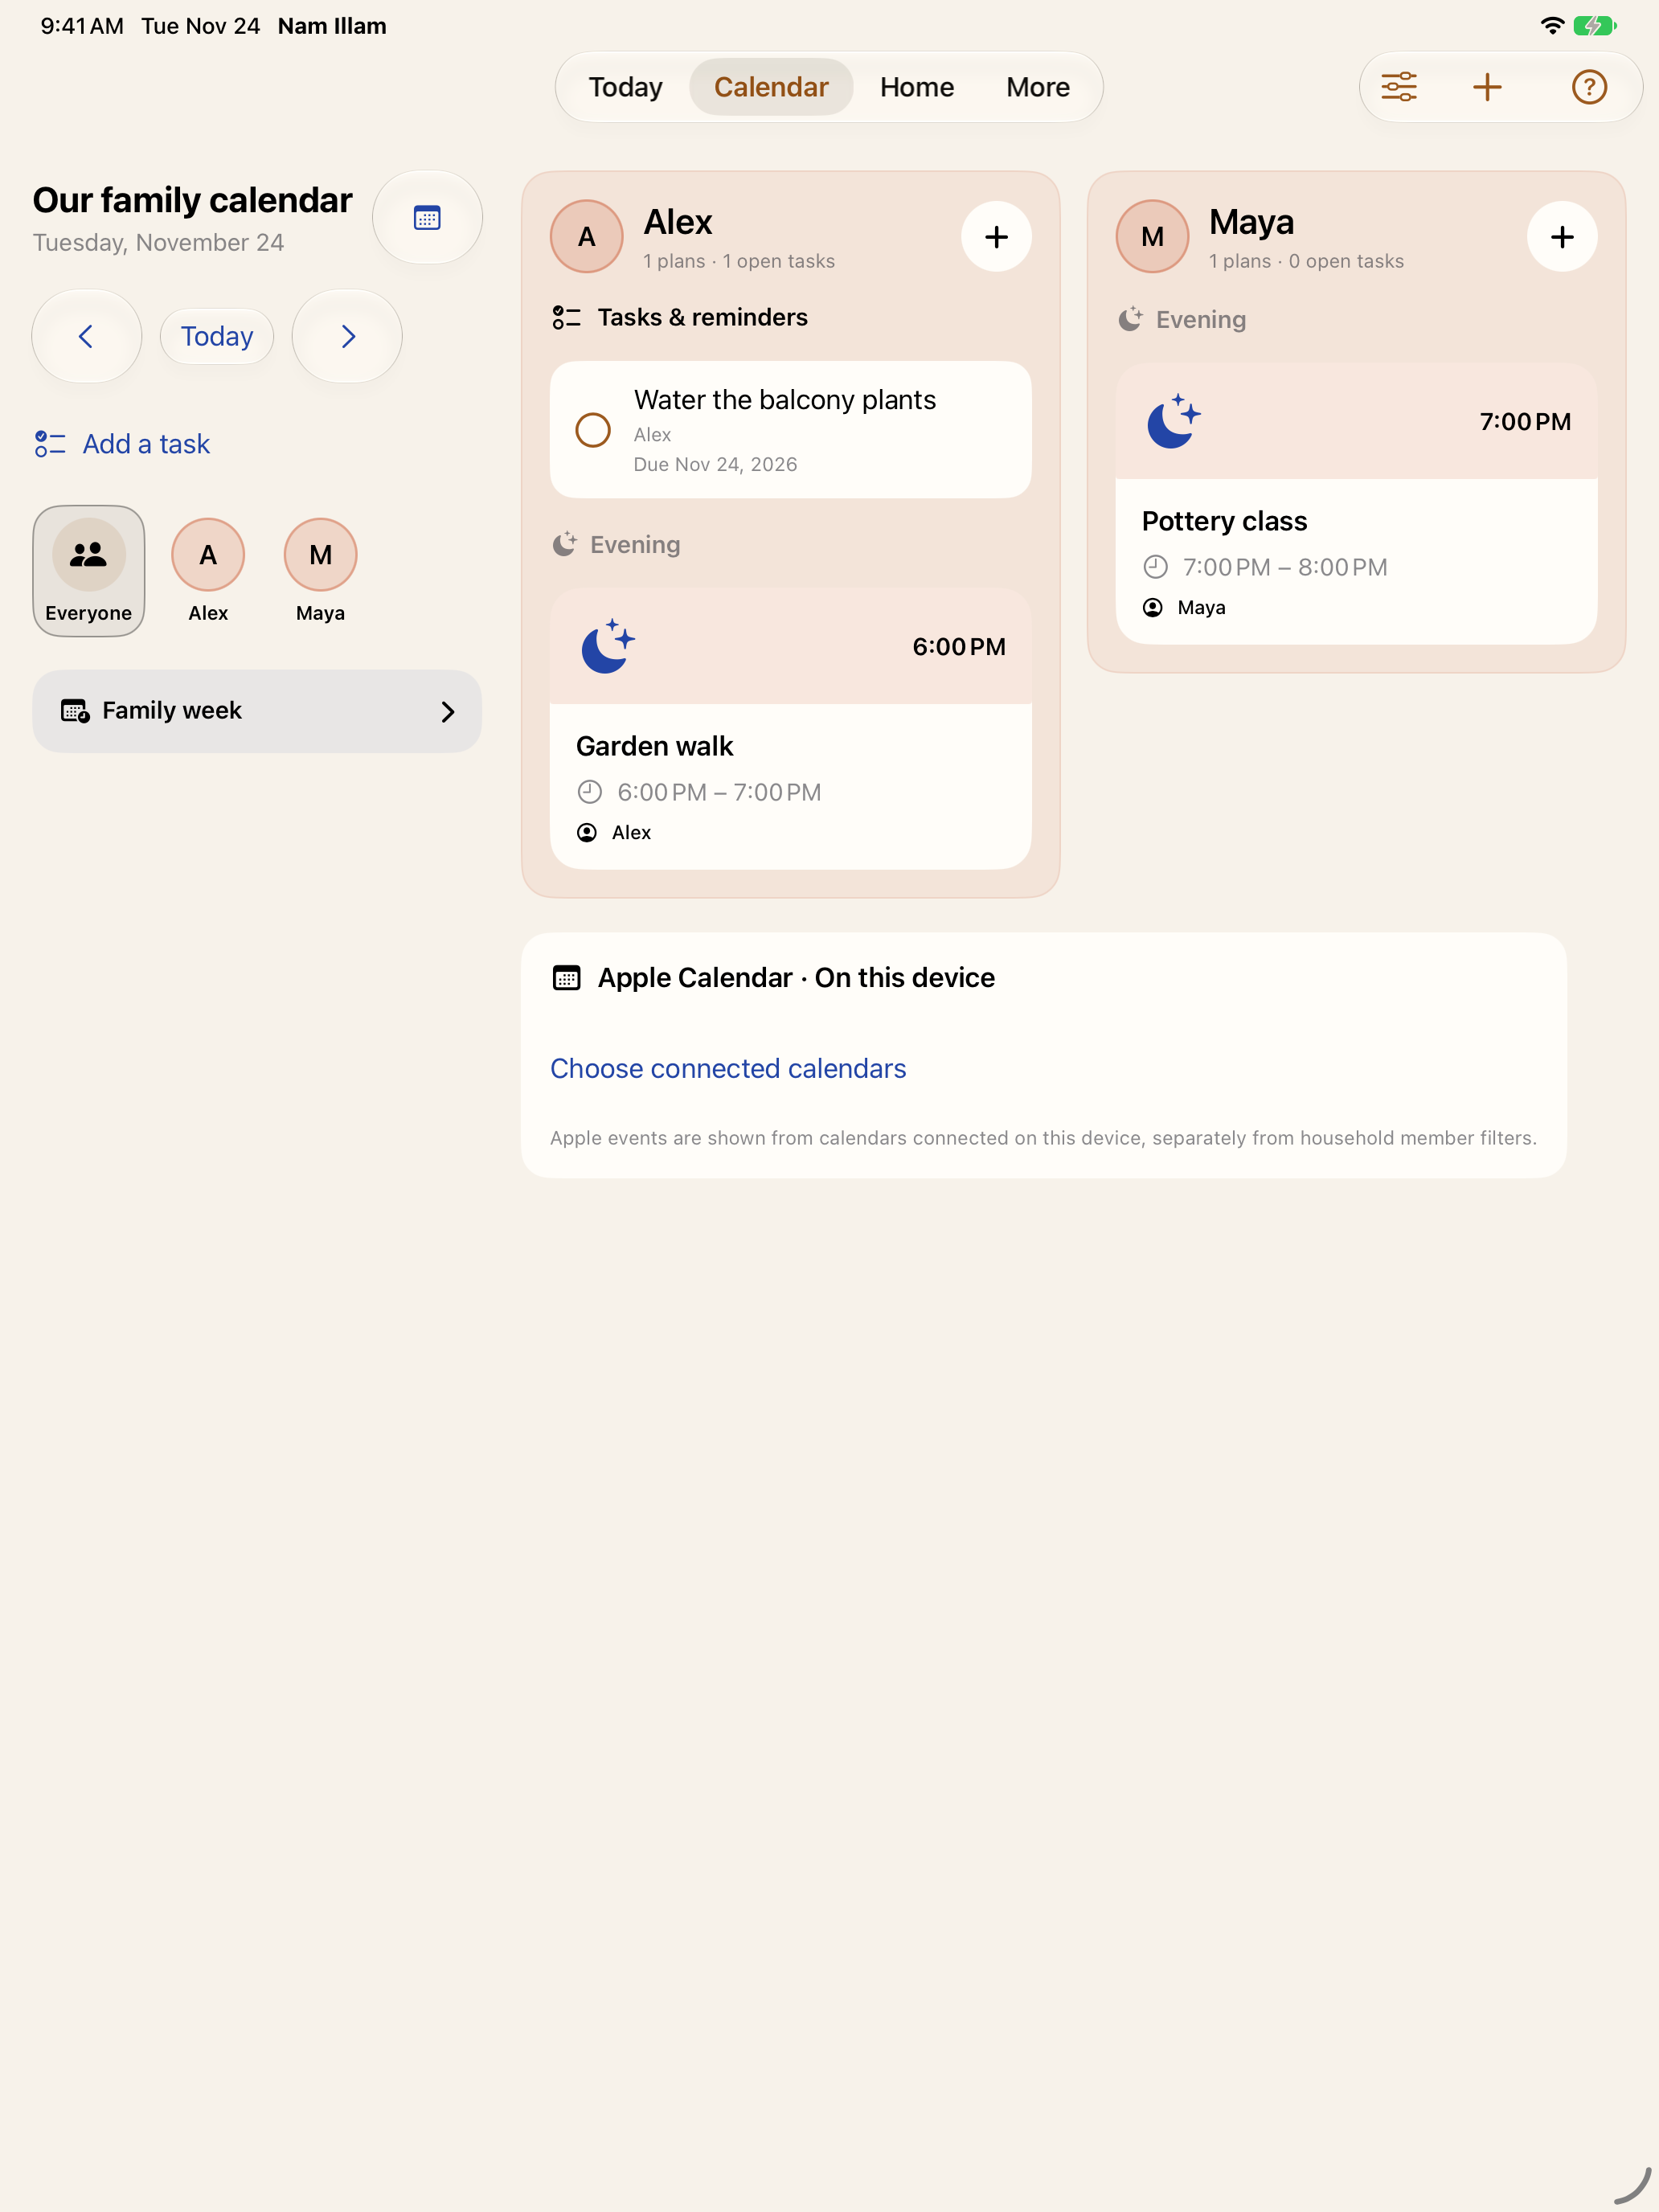 9:41 AM Tue Nov 24 Nam Illam
Today Calendar Home More
?
Our family calendar
Tuesday, November 24
Today
Add a task
A
M
Everyone
Alex
Maya
Family week
A
Alex
1 plans · 1 open tasks
Tasks & reminders
Water the balcony plants
Alex
Due Nov 24, 2026
Evening
6:00 PM
Garden walk
6:00 PM – 7:00 PM
Alex
M
Maya
1 plans · 0 open tasks
Evening
7:00 PM
Pottery class
7:00 PM – 8:00 PM
Maya
Apple Calendar · On this device
Choose connected calendars
Apple events are shown from calendars connected on this device, separately from household member filters.